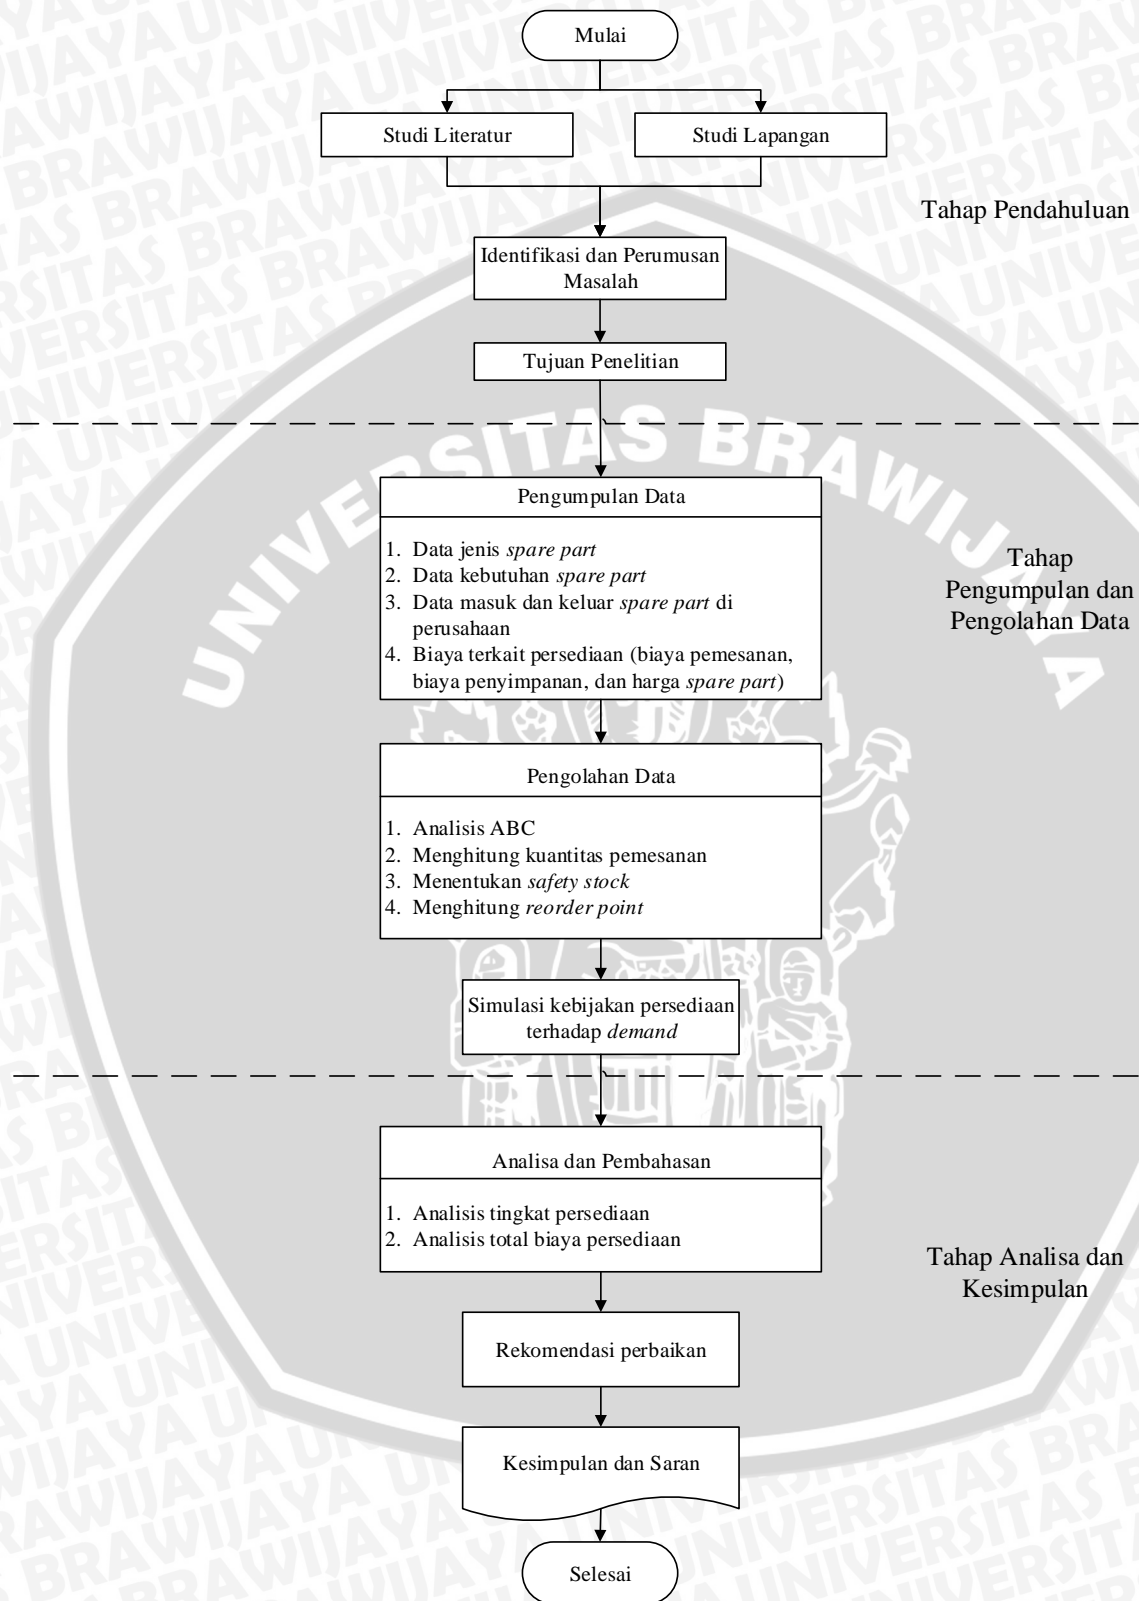 Mulai
Studi Literatur
Studi Lapangan
Tahap Pendahuluan
Identifikasi dan Perumusan
Masalah
Tujuan Penelitian
UNIVERSITAS BRAWIJAYA
Pengumpulan Data
1. Data jenis spare part
2. Data kebutuhan spare part
3. Data masuk dan keluar spare part di
perusahaan
4. Biaya terkait persediaan (biaya pemesanan,
biaya penyimpanan, dan harga spare part)
Tahap
Pengumpulan dan
Pengolahan Data
Pengolahan Data
1. Analisis ABC
2. Menghitung kuantitas pemesanan
3. Menentukan safety stock
4. Menghitung reorder point
Simulasi kebijakan persediaan
terhadap demand
Analisa dan Pembahasan
1. Analisis tingkat persediaan
2. Analisis total biaya persediaan
Tahap Analisa dan
Kesimpulan
Rekomendasi perbaikan
Kesimpulan dan Saran
Selesai